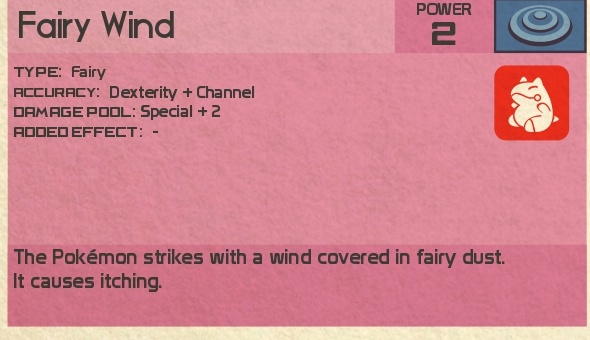 Fairy Wind
POWER
2
TYPE: Fairy
ACCURACY: Dexterity + Channel
DAMAGE POOL: Special + 2
ADDED EFFECT: -
The Pokémon strikes with a wind covered in fairy dust.
It causes itching.